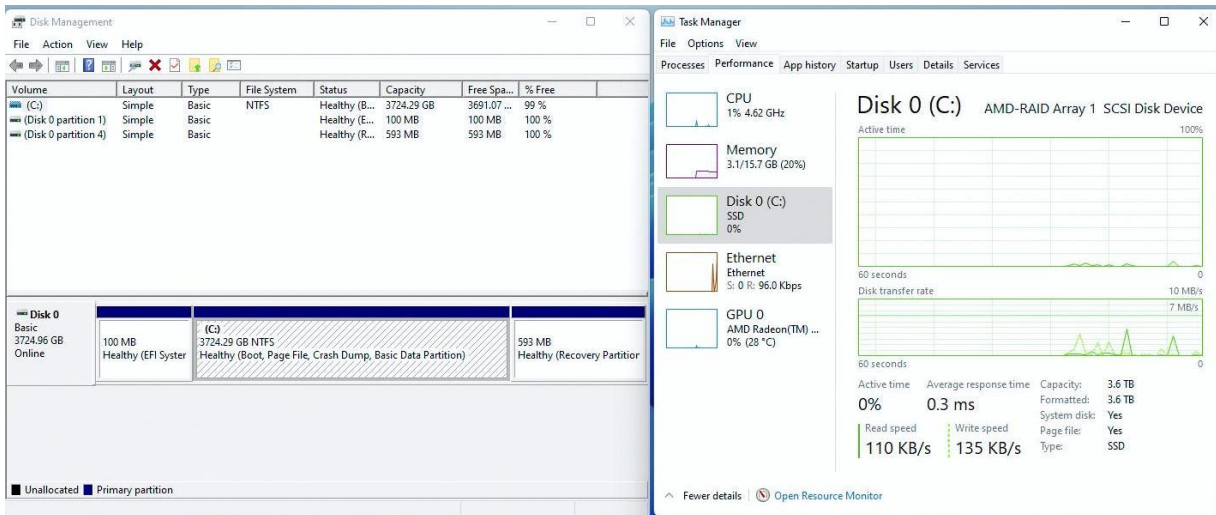 Disk Management
File Action View Help
Volume Layout Type File System Status Capacity Free Spa... % Free
(C:) Simple Basic NTFS Healthy (B... 3724.29 GB 3691.07 ... 99 %
(Disk 0 partition 1) Simple Basic Healthy (E... 100 MB 100 MB 100 %
(Disk 0 partition 4) Simple Basic Healthy (R... 593 MB 593 MB 100 %
Disk 0
Basic
3724.96 GB
Online
100 MB
Healthy (EFI Syster
(C:)
3724.29 GB NTFS
Healthy (Boot, Page File, Crash Dump, Basic Data Partition)
593 MB
Healthy (Recovery Partitior
Unallocated Primary partition
Task Manager
File Options View
Processes Performance App history Startup Users Details Services
CPU
1% 4.62 GHz
Memory
3.1/15.7 GB (20%)
Disk 0 (C:)
SSD
0%
Ethernet
Ethernet
S: 0 R: 96.0 Kbps
GPU 0
AMD Radeon(TM) ...
0% (28 °C)
Disk 0 (C:) AMD-RAID Array 1 SCSI Disk Device
Active time 100%
60 seconds 0
Disk transfer rate 10 MB/s
7 MB/s
60 seconds 0
Active time Average response time
0% 0.3 ms
Read speed Write speed
110 KB/s 135 KB/s
Capacity: 3.6 TB
Formatted: 3.6 TB
System disk: Yes
Page file: Yes
Type: SSD
Fewer details Open Resource Monitor